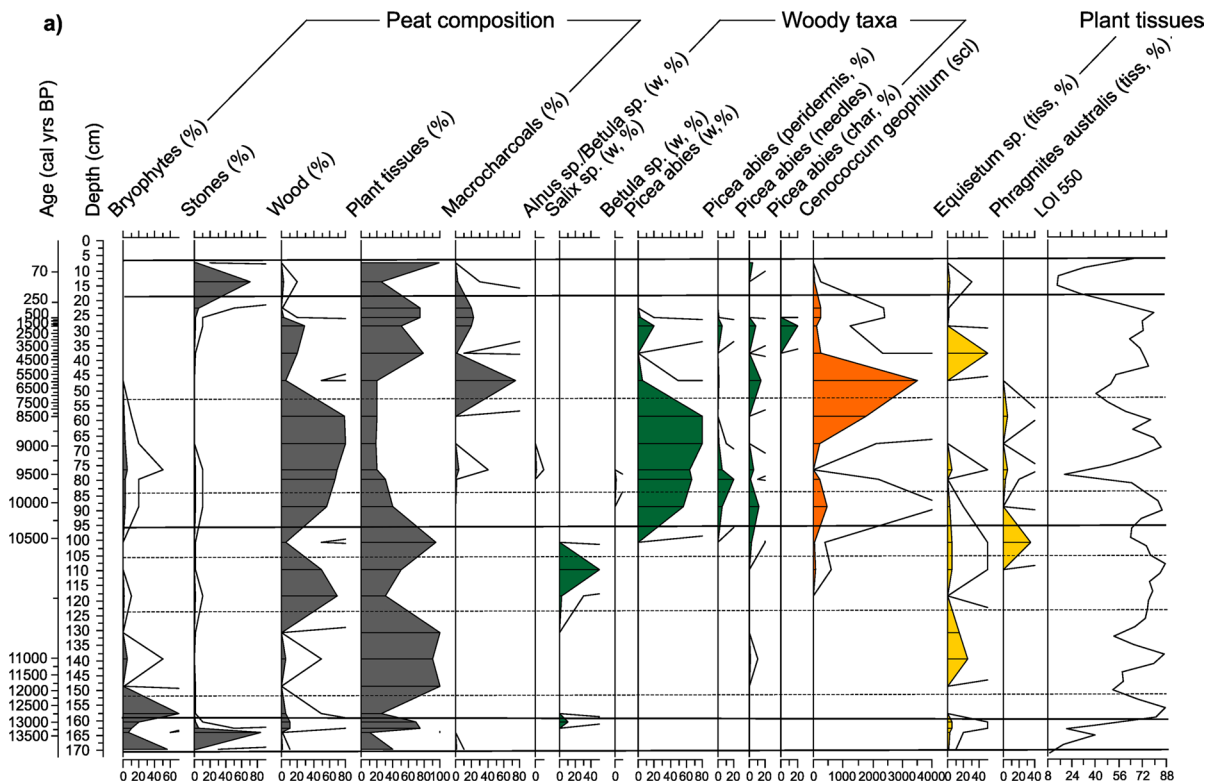 a)
Peat composition
Woody taxa
Plant tissues
Age (cal yrs BP)
Depth (cm)
Bryophytes (%)
Stones (%)
Wood (%)
Plant tissues (%)
Macrocharcoals (%)
Alnus sp./Betula sp. (w, %)
Salix sp. (w, %)
Betula sp. (w, %)
Picea abies (w,%)
Picea abies (peridermis, %)
Picea abies (needles)
Picea abies (char, %)
Cenococcum geophilum (scl)
Equisetum sp. (tiss, %)
Phragmites australis (tiss, %)
LOI 550
0
5
70 10
15
250 20
500 25
1500 30
2500 35
3500 40
4500 45
5500 50
6500 55
7500 60
8500 65
9000 70
75
9500 80
85
10000 90
95
10500 100
105
110
115
120
125
130
135
11000 140
11500 145
12000 150
12500 155
13000 160
13500 165
170
0 20 40 60
0 20 40 60 80
0 20 40 60 80
0 20 40 60 80 100
0 20 40 60 80
0
0 20 40
0
0 20 40 60 80
0 20
0 20
0 20
0 1000 2000 3000 4000
0 20 40
0 20 40
0 28 40 56 72 88